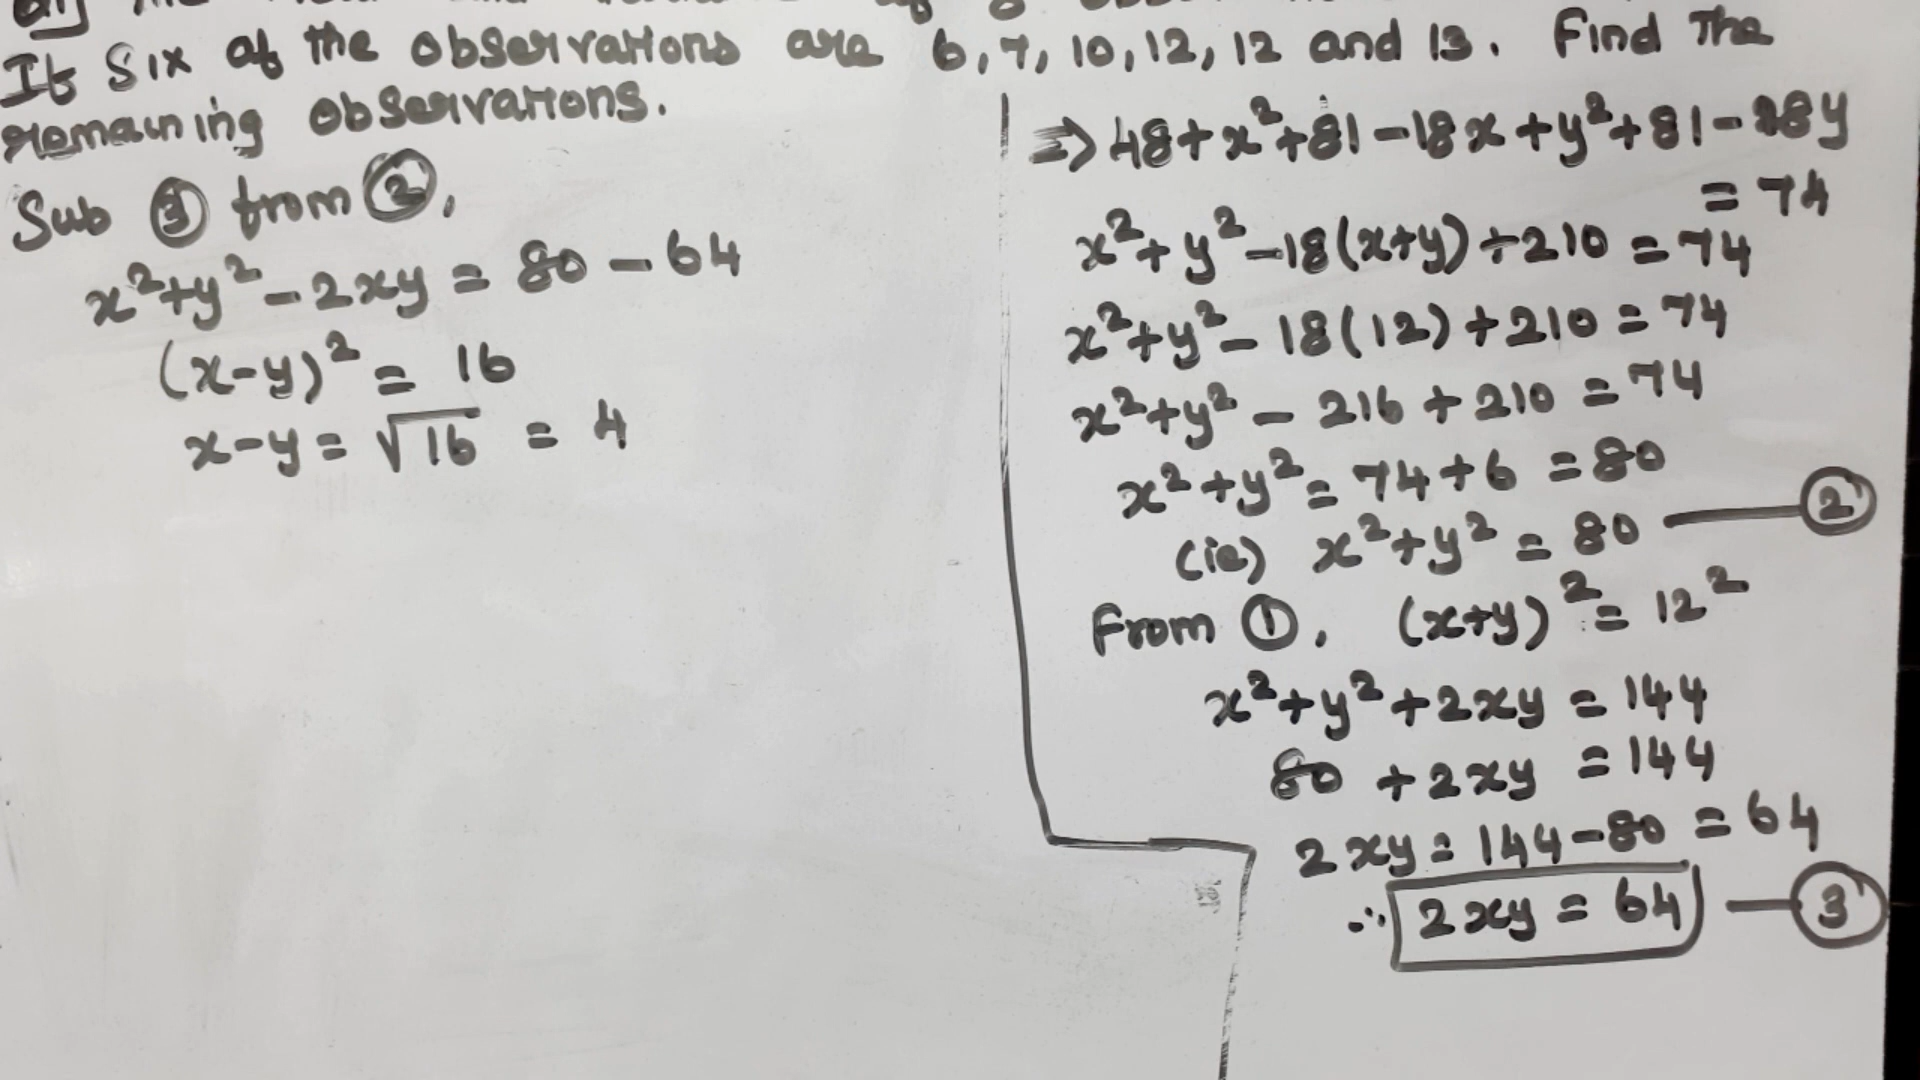 If six of the observations are 6, 7, 10, 12, 12 and 13. Find the
remaining observations.
Sub ③ from ②,
x²+y²-2xy = 80-64
(x-y)² = 16
x-y = √16 = 4
⇒ 48+x²+81-18x+y²+81-18y
= 74
x²+y²-18(x+y)+210 = 74
x²+y²-18(12)+210 = 74
x²+y²-216+210 = 74
x²+y² = 74+6 = 80
(ie) x²+y² = 80 — ②
From ①, (x+y)² = 12²
x²+y²+2xy = 144
80 +2xy = 144
2xy = 144-80 = 64
∴ 2xy = 64 — ③